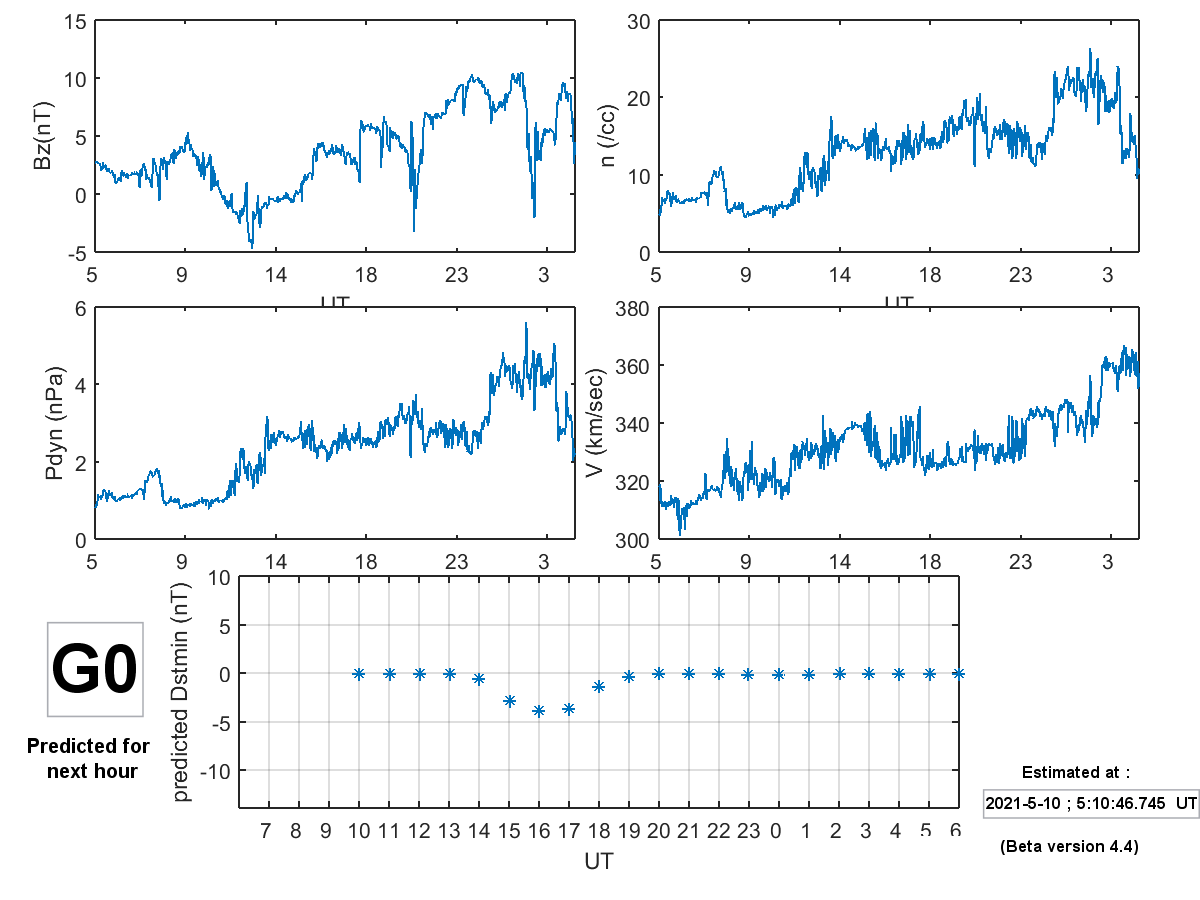 15
10
5
0
-5
Bz(nT)
5 9 14 18 23 3
UT
30
20
10
0
n (/cc)
5 9 14 18 23 3
UT
6
4
2
0
Pdyn (nPa)
5 9 14 18 23 3
380
360
340
320
300
V (km/sec)
5 9 14 18 23 3
10
5
0
-5
-10
predicted Dstmin (nT)
7 8 9 10 11 12 13 14 15 16 17 18 19 20 21 22 23 0 1 2 3 4 5 6
UT
G0
Predicted for
next hour
Estimated at :
2021-5-10 ; 5:10:46.745 UT
(Beta version 4.4)